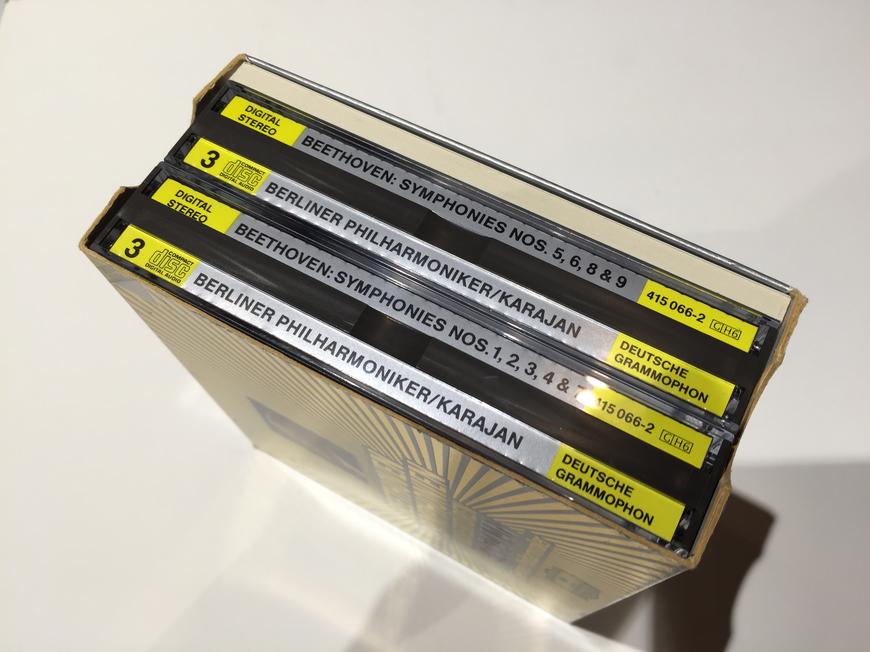 DIGITAL
STEREO
BEETHOVEN: SYMPHONIES NOS. 5, 6, 8 & 9
415 066-2
G|H6
3
COMPACT
disc
DIGITAL AUDIO
BERLINER PHILHARMONIKER/KARAJAN
DEUTSCHE
GRAMMOPHON
DIGITAL
STEREO
BEETHOVEN: SYMPHONIES NOS. 1, 2, 3, 4 &
415 066-2
G|H6
3
COMPACT
disc
DIGITAL AUDIO
BERLINER PHILHARMONIKER/KARAJAN
DEUTSCHE
GRAMMOPHON